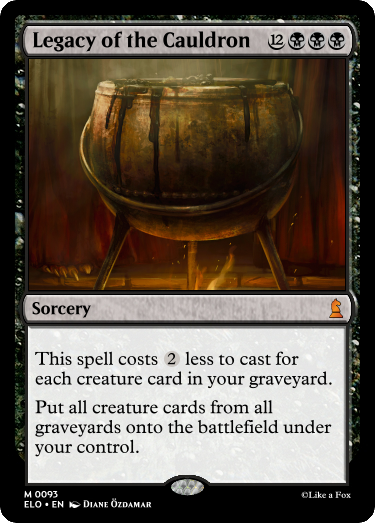 Legacy of the Cauldron 12
Sorcery
This spell costs 2 less to cast for
each creature card in your graveyard.
Put all creature cards from all
graveyards onto the battlefield under
your control.
M 0093
ELO • EN DIANE ÖZDAMAR
©Like a Fox